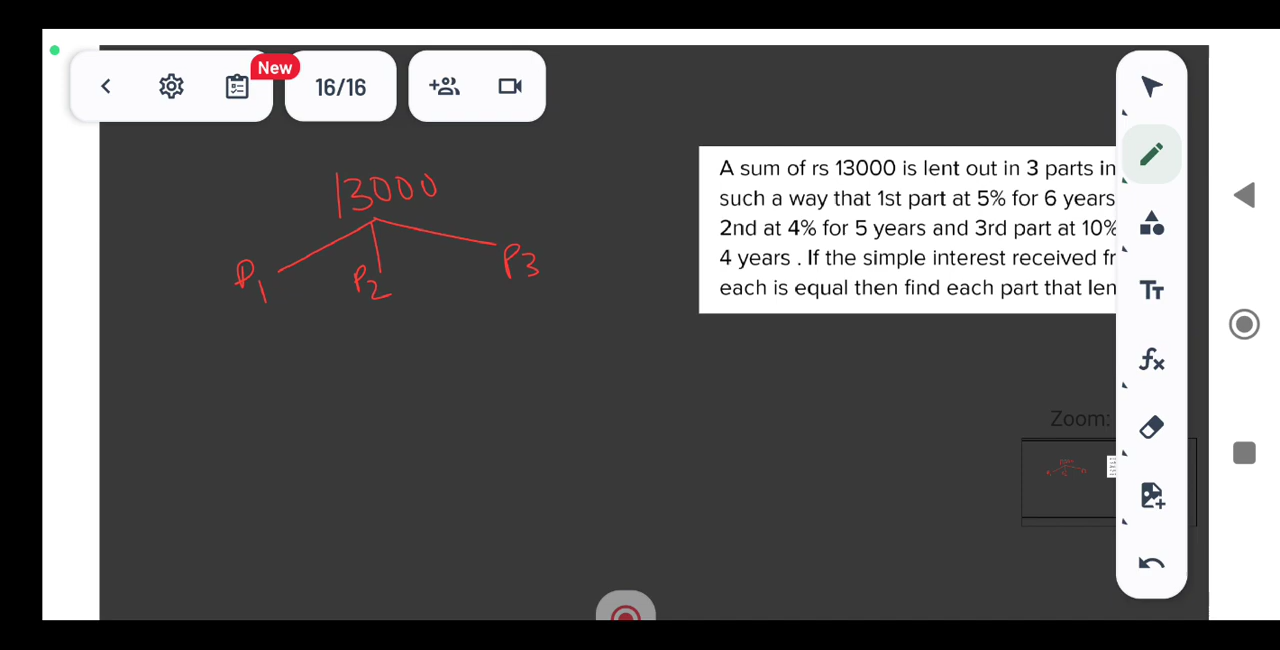 New
16/16
13000
P1 P2 P3
A sum of rs 13000 is lent out in 3 parts in
such a way that 1st part at 5% for 6 years
2nd at 4% for 5 years and 3rd part at 10%
4 years . If the simple interest received fr
each is equal then find each part that len
Tт
fx
Zoom: